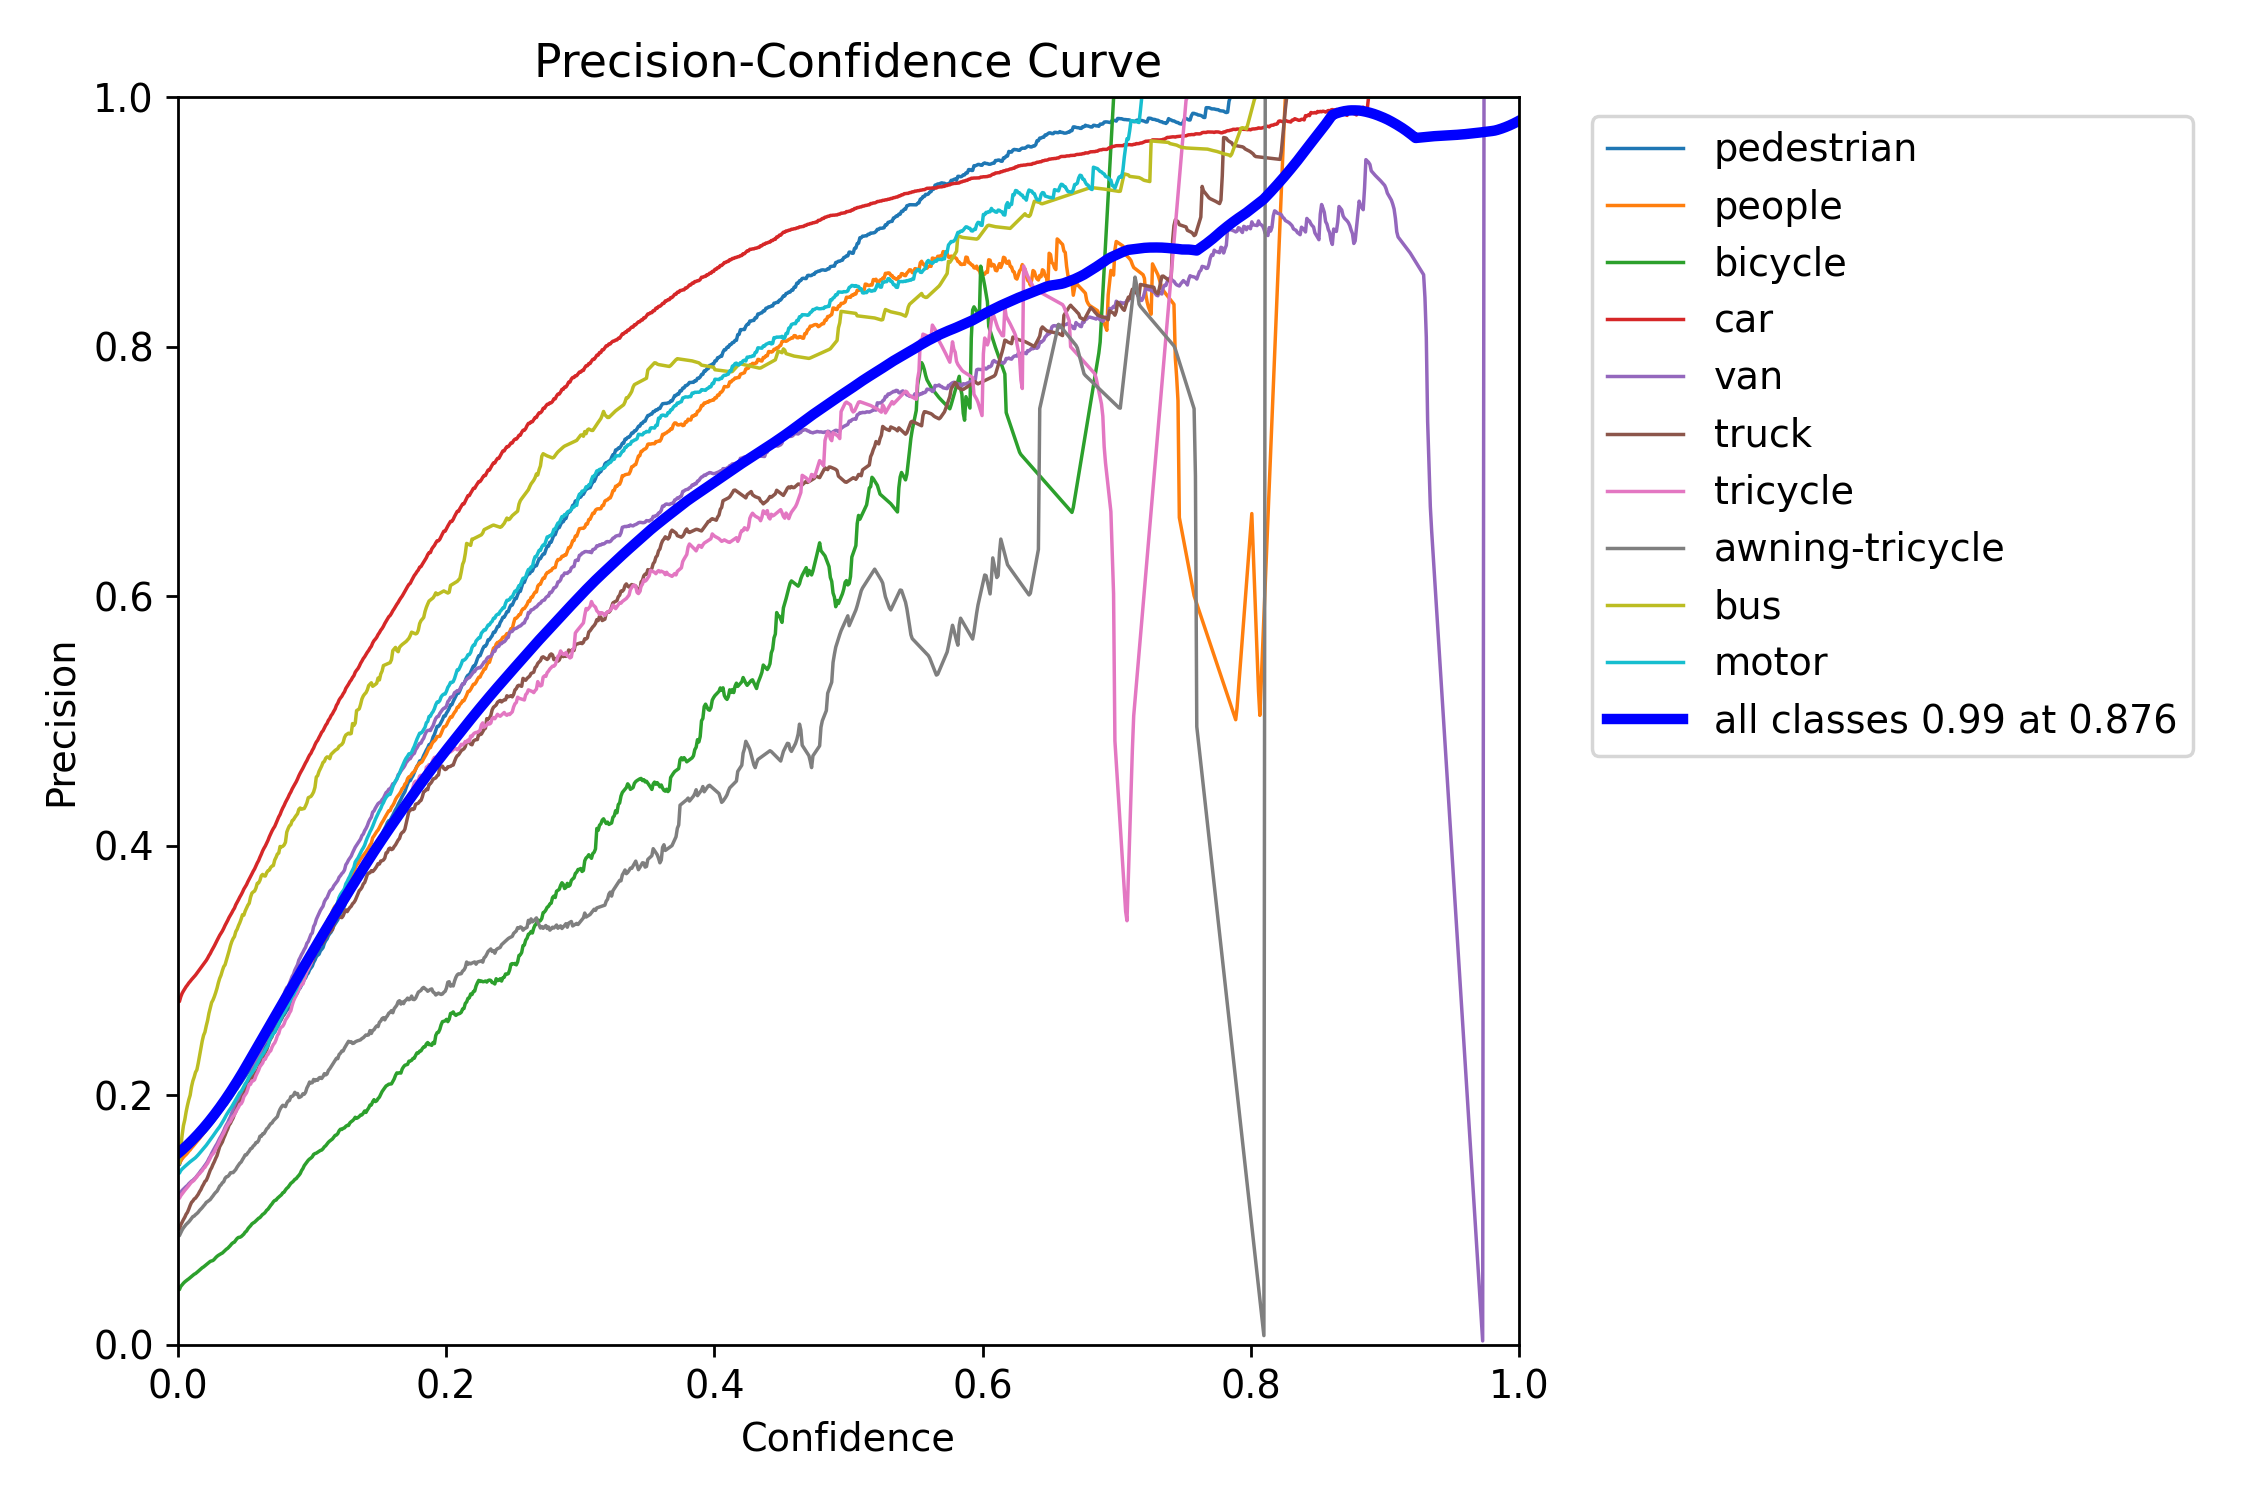 Precision-Confidence Curve
1.0
0.8
0.6
0.4
0.2
0.0
Precision
0.0 0.2 0.4 0.6 0.8 1.0
Confidence
pedestrian
people
bicycle
car
van
truck
tricycle
awning-tricycle
bus
motor
all classes 0.99 at 0.876